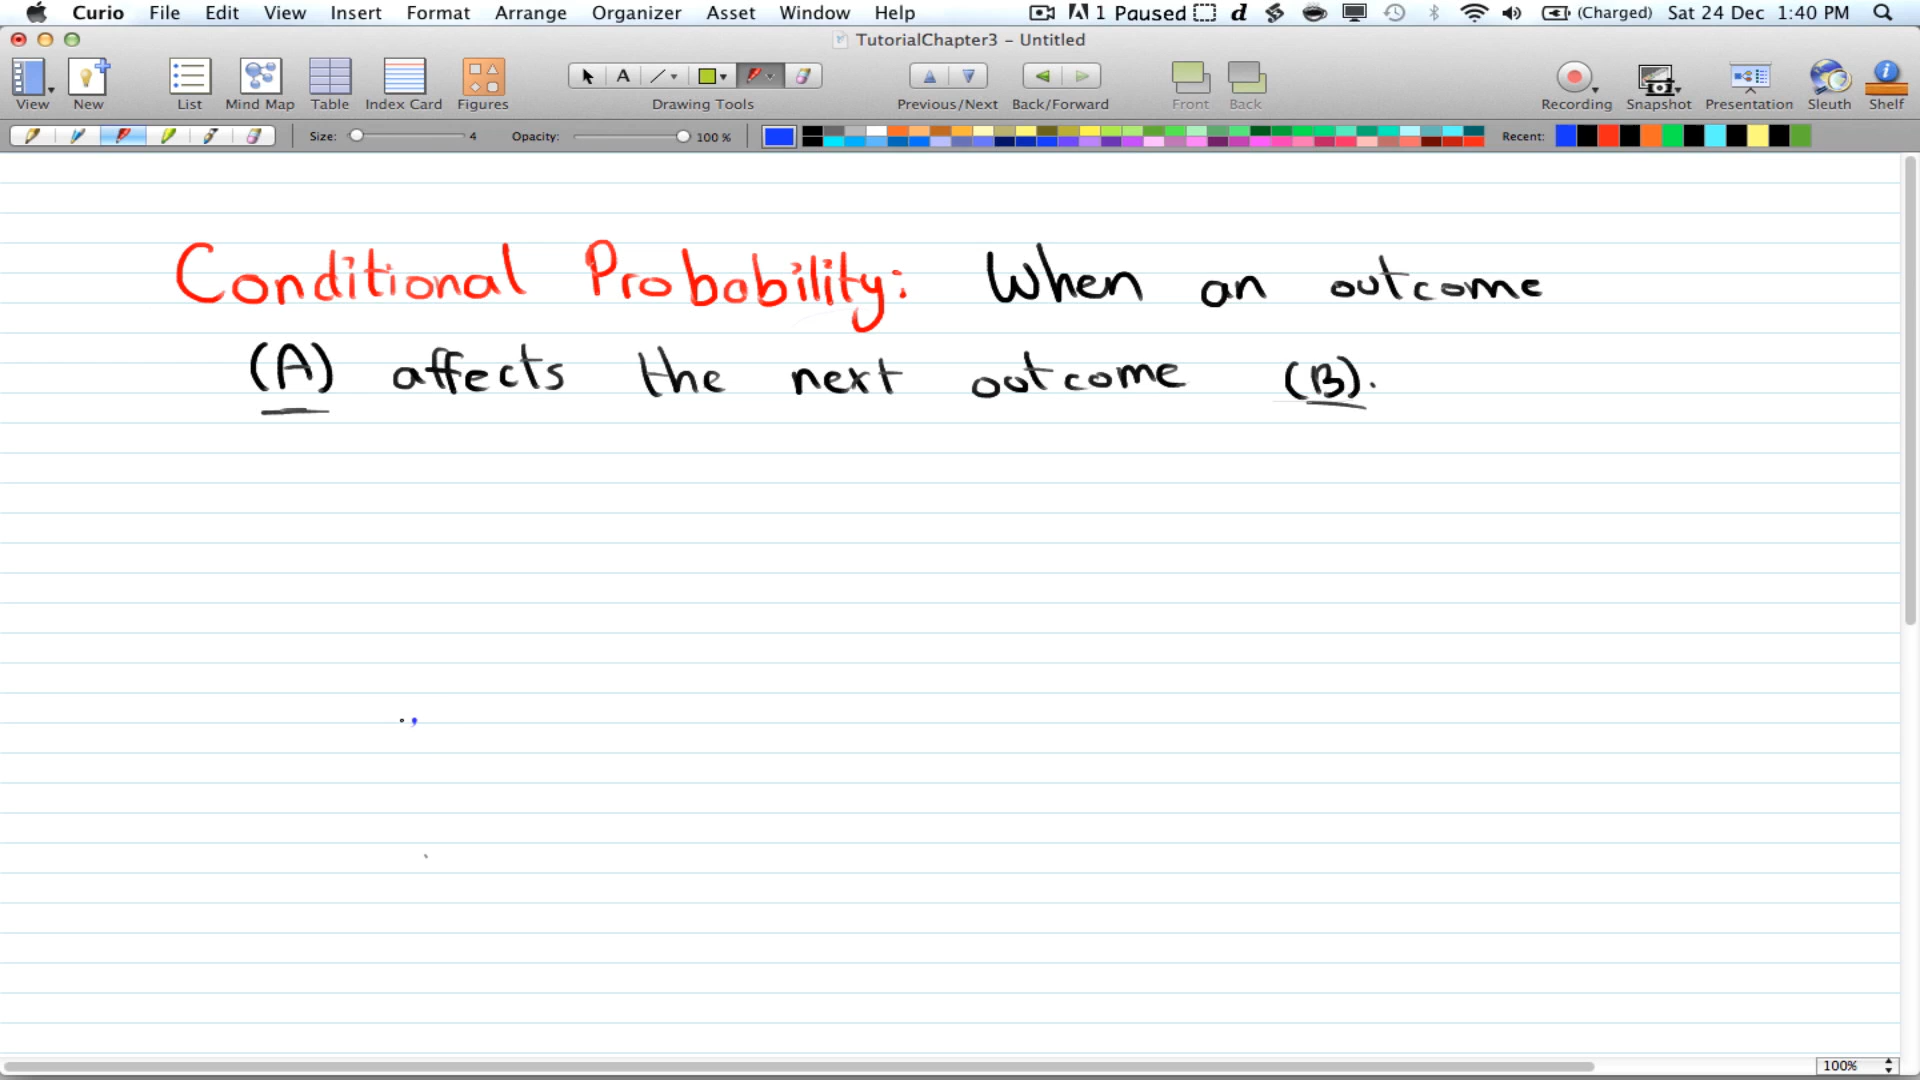 Curio File Edit View Insert Format Arrange Organizer Asset Window Help 1 Paused (Charged) Sat 24 Dec 1:40 PM
TutorialChapter3 – Untitled
View New List Mind Map Table Index Card Figures Drawing Tools Previous/Next Back/Forward Front Back Recording Snapshot Presentation Sleuth Shelf
Size: 4 Opacity: 100 % Recent:
Conditional Probability: When an outcome
(A) affects the next outcome (B).
100%